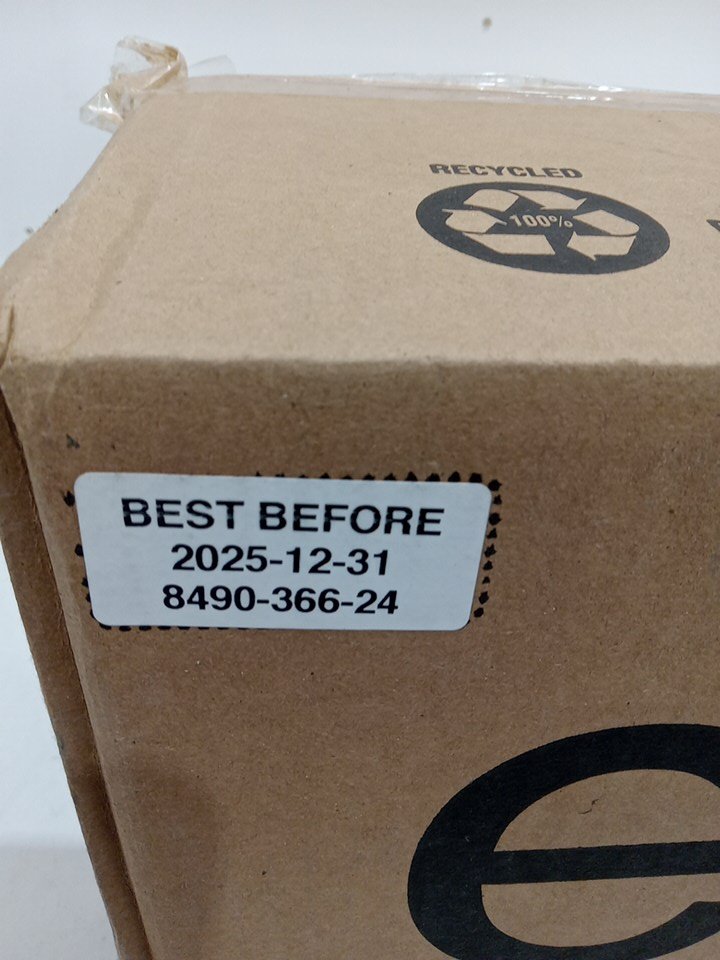 RECYCLED
100%
BEST BEFORE
2025-12-31
8490-366-24
e